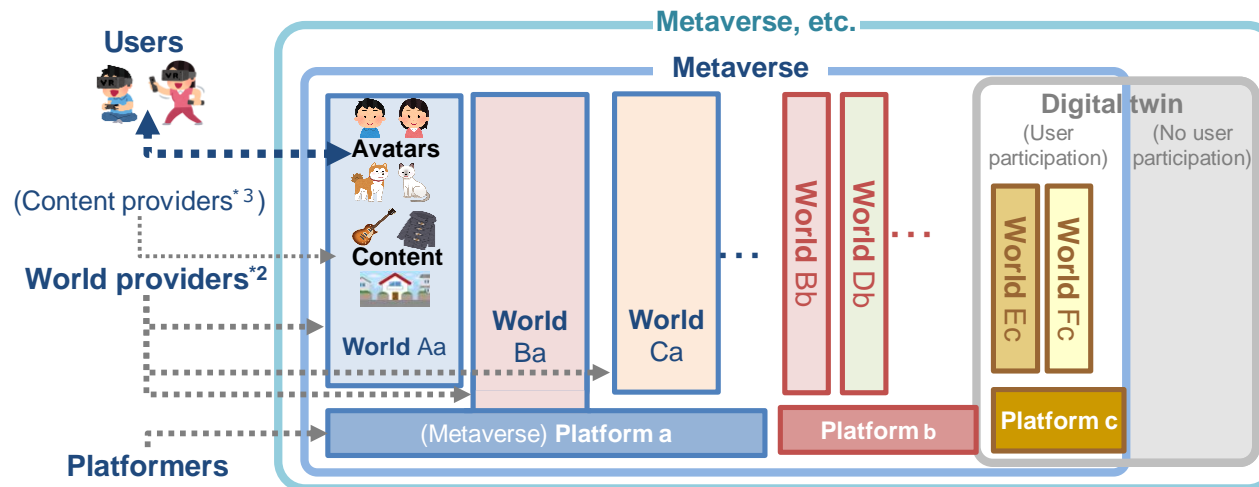 Metaverse, etc.
Users
Metaverse
VR
VR
Digital twin
(User participation)
(No user participation)
Avatars
(Content providers*3)
Content
World providers*2
World Aa
World Ba
World Ca
...
World Bb
World Db
...
World Ec
World Fc
(Metaverse) Platform a
Platform b
Platform c
Platformers